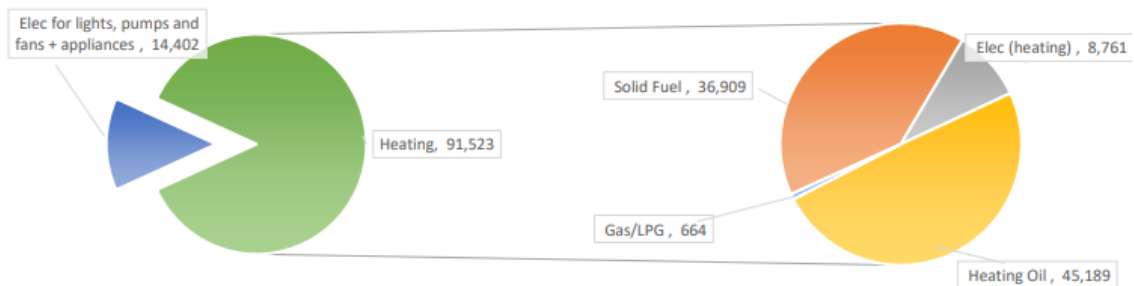 Elec for lights, pumps and
fans + appliances , 14,402
Heating, 91,523
Solid Fuel , 36,909
Elec (heating) , 8,761
Gas/LPG , 664
Heating Oil , 45,189